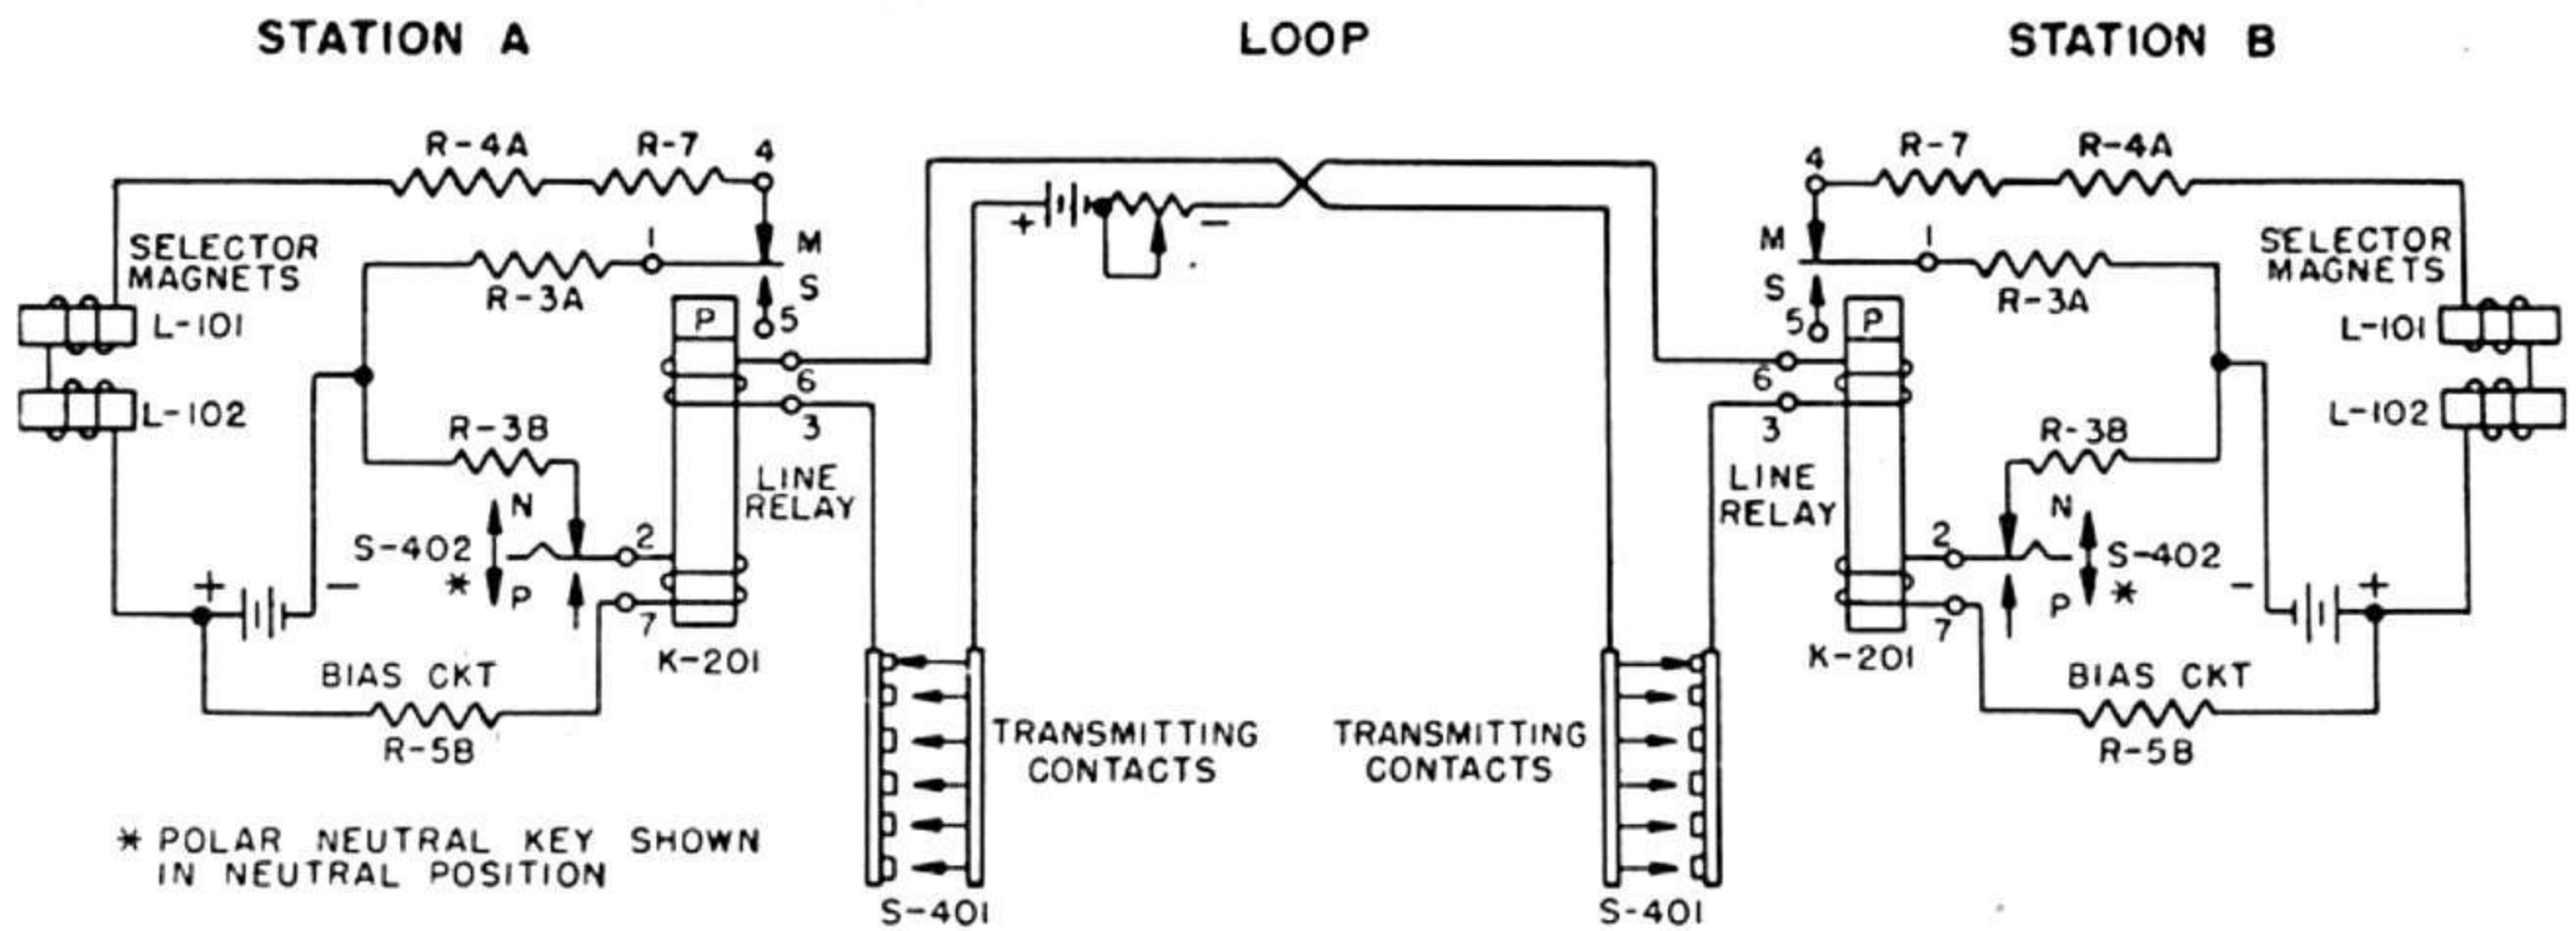 STATION A
LOOP
STATION B
R-4A
R-7
4
SELECTOR
MAGNETS
1
M
S
R-3A
5
P
L-101
L-102
6
3
R-3B
LINE
RELAY
N
S-402
*
P
2
7
+
-
K-201
BIAS CKT
R-5B
* POLAR NEUTRAL KEY SHOWN
IN NEUTRAL POSITION
+
-
TRANSMITTING
CONTACTS
S-401
TRANSMITTING
CONTACTS
S-401
4
R-7
R-4A
M
S
1
R-3A
5
P
SELECTOR
MAGNETS
L-101
L-102
6
3
R-3B
LINE
RELAY
N
S-402
*
P
2
7
-
+
K-201
BIAS CKT
R-5B